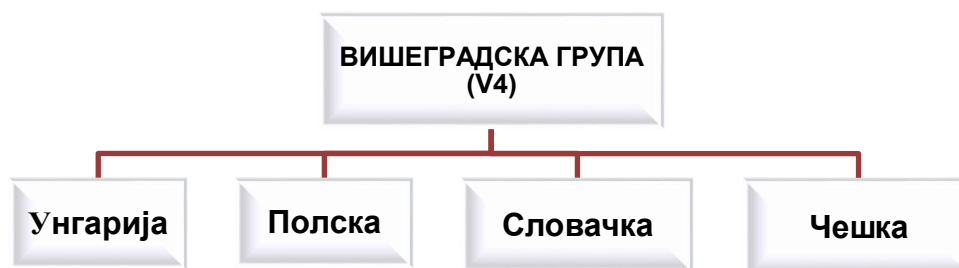 ВИШЕГРАДСКА ГРУПА
(V4)
Унгарија
Полска
Словачка
Чешка